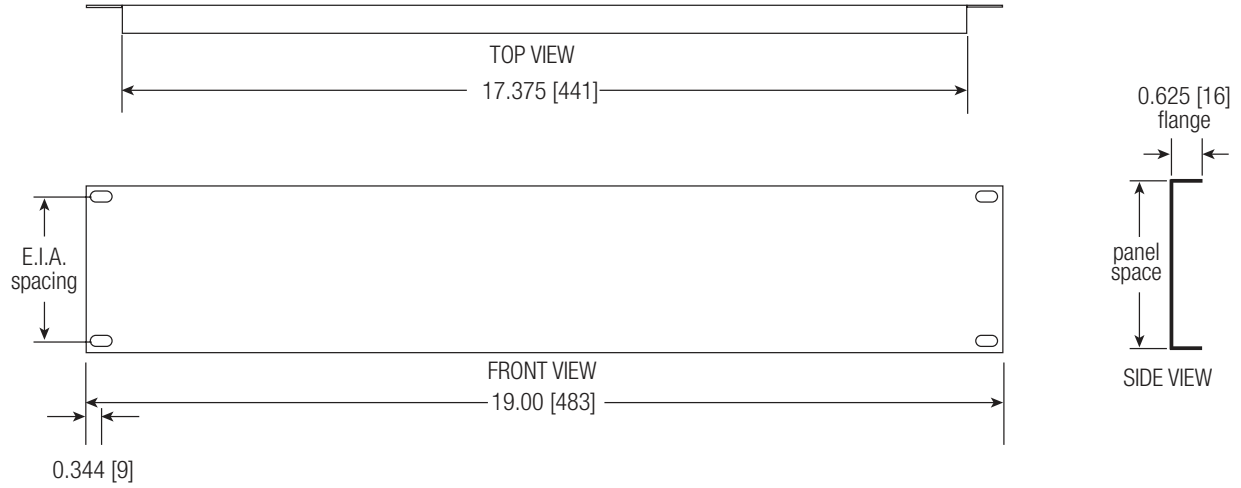 TOP VIEW
17.375 [441]
0.625 [16]
flange
E.I.A.
spacing
panel
space
FRONT VIEW
SIDE VIEW
19.00 [483]
0.344 [9]